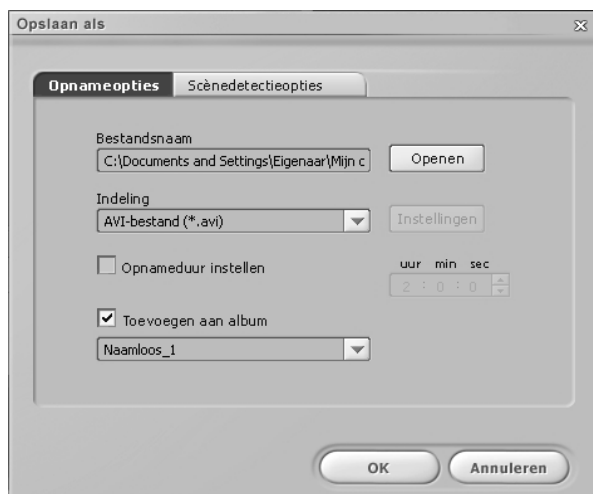 Opslaan als
Opnameopties Scènedetectieopties
Bestandsnaam
C:\Documents and Settings\Eigenaar\Mijn c Openen
Indeling
AVI-bestand (*.avi) Instellingen
Opnameduur instellen uur min sec
2 : 0 : 0
Toevoegen aan album
Naamloos_1
OK Annuleren